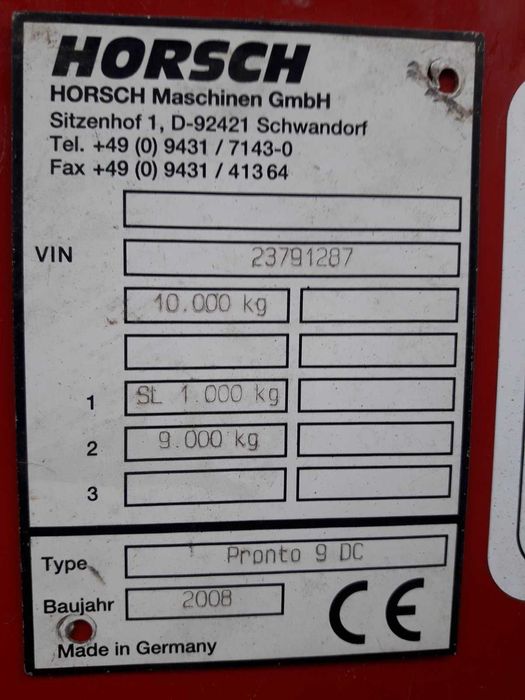 HORSCH
HORSCH Maschinen GmbH
Sitzenhof 1, D-92421 Schwandorf
Tel. +49 (0) 9431 / 7143-0
Fax +49 (0) 9431 / 41364
VIN 23791287
10.000 kg
1 SL 1.000 kg
2 9.000 kg
3
Type Pronto 9 DC
Baujahr 2008
CE
Made in Germany